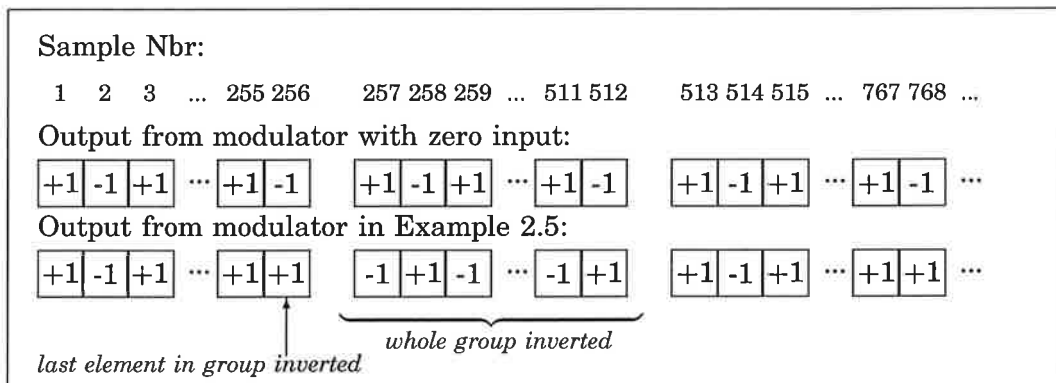 Sample Nbr:
1 2 3 ... 255 256 257 258 259 ... 511 512 513 514 515 ... 767 768 ...
Output from modulator with zero input:
+1 -1 +1 ... +1 -1 +1 -1 +1 ... +1 -1 +1 -1 +1 ... +1 -1 ...
Output from modulator in Example 2.5:
+1 -1 +1 ... +1 +1 -1 +1 -1 ... -1 +1 +1 -1 +1 ... +1 +1 ...
whole group inverted
last element in group inverted